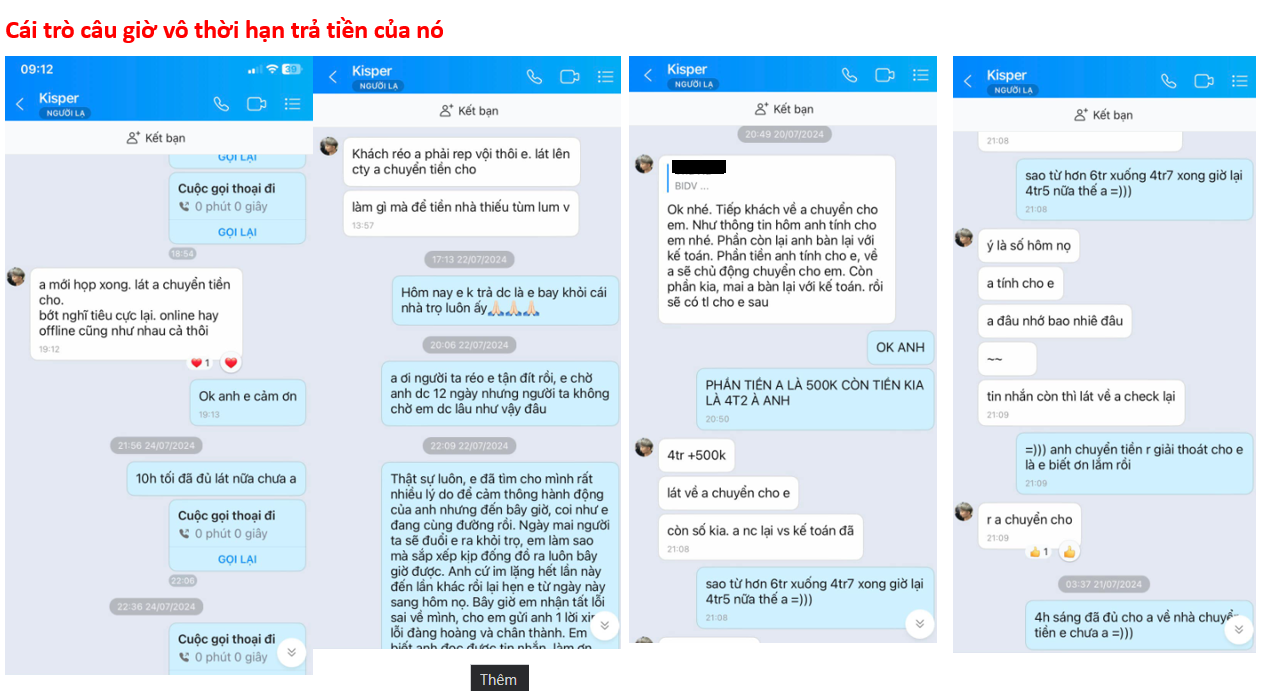 Cái trò câu giờ vô thời hạn trả tiền của nó
09:12
39
Kisper
NGƯỜI LẠ
Kết bạn
GỌI LẠI
Cuộc gọi thoại đi
0 phút 0 giây
GỌI LẠI
18:54
a mới họp xong. lát a chuyển tiền
cho.
bớt nghĩ tiêu cực lại. online hay
offline cũng như nhau cả thôi
19:12
1
Ok anh e cảm ơn
19:13
21:56 24/07/2024
10h tối đã đủ lát nữa chưa a
Cuộc gọi thoại đi
0 phút 0 giây
GỌI LẠI
22:06
22:36 24/07/2024
Cuộc gọi thoại đi
0 phút 0 giây
Kisper
NGƯỜI LẠ
Kết bạn
Khách réo a phải rep vội thôi e. lát lên
cty a chuyển tiền cho
làm gì mà để tiền nhà thiếu tùm lum v
13:57
17:13 22/07/2024
Hôm nay e k trả dc là e bay khỏi cái
nhà trọ luôn ấy🙏🏻🙏🏻🙏🏻
20:06 22/07/2024
a ơi người ta réo e tận đít rồi, e chờ
anh dc 12 ngày nhưng người ta không
chờ em dc lâu như vậy đâu
22:09 22/07/2024
Thật sự luôn, e đã tìm cho mình rất
nhiều lý do để cảm thông hành động
của anh nhưng đến bây giờ, coi như e
đang cùng đường rồi. Ngày mai người
ta sẽ đuổi e ra khỏi trọ, em làm sao
mà sắp xếp kịp đống đồ ra luôn bây
giờ được. Anh cứ im lặng hết lần này
đến lần khác rồi lại hẹn e từ ngày này
sang hôm nọ. Bây giờ em nhận tất lỗi
sai về mình, cho em gửi anh 1 lời
lỗi đàng hoàng và chân thành. Em
biết anh đọc được tin nhắn, làm ơn
Thêm
Kisper
NGƯỜI LẠ
Kết bạn
20:49 20/07/2024
BIDV ...
Ok nhé. Tiếp khách về a chuyển cho
em. Như thông tin hôm anh tính cho
em nhé. Phần còn lại anh bàn lại với
kế toán. Phần tiền anh tính cho e, về
a sẽ chủ động chuyển cho em. Còn
phần kia, mai a bàn lại với kế toán. rồi
sẽ có tl cho e sau
OK ANH
PHẦN TIỀN A LÀ 500K CÒN TIỀN KIA
LÀ 4T2 À ANH
20:50
4tr +500k
lát về a chuyển cho e
còn số kia. a nc lại vs kế toán đã
21:08
sao từ hơn 6tr xuống 4tr7 xong giờ lại
4tr5 nữa thế a =)))
21:08
Kisper
NGƯỜI LẠ
Kết bạn
21:08
sao từ hơn 6tr xuống 4tr7 xong giờ lại
4tr5 nữa thế a =)))
21:08
ý là số hôm nọ
a tính cho e
a đâu nhớ bao nhiêu đâu
~~
tin nhắn còn thì lát về a check lại
21:09
=))) anh chuyển tiền r giải thoát cho e
là e biết ơn lắm rồi
21:09
r a chuyển cho
21:09
👍 1
03:37 21/07/2024
4h sáng đã đủ cho a về nhà chuyển
tiền e chưa a =)))